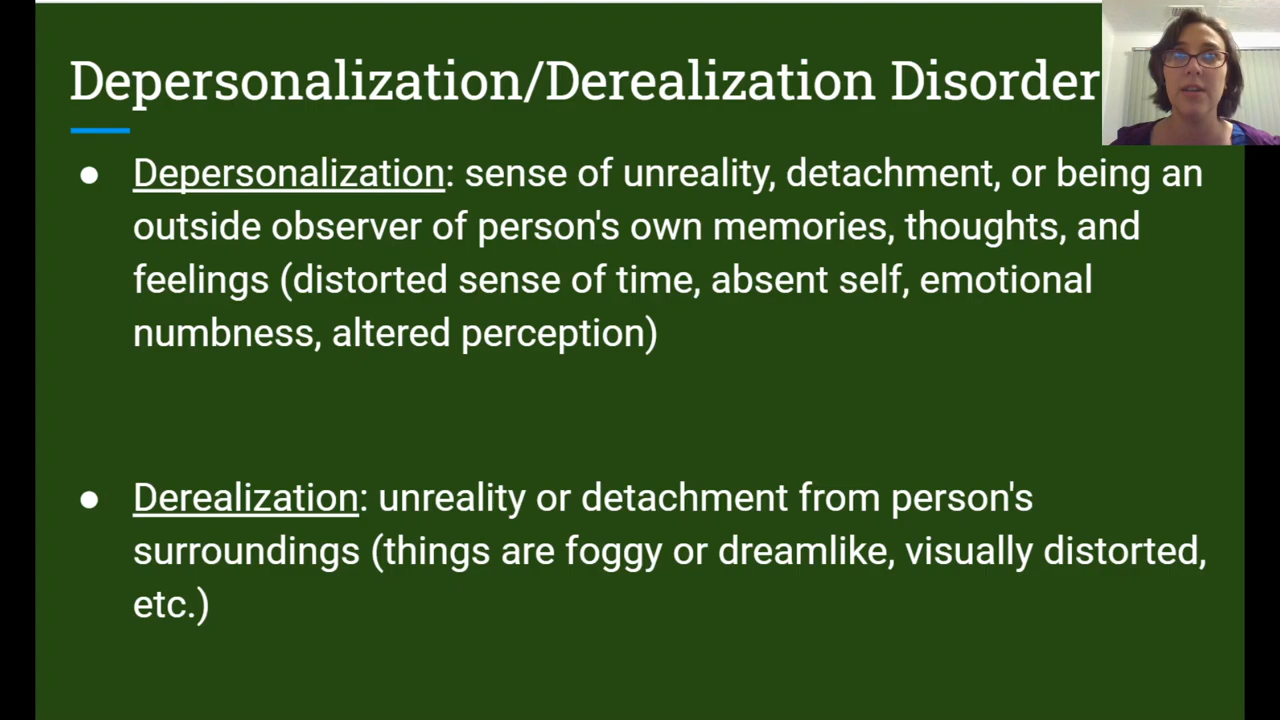 Depersonalization/Derealization Disorder
● Depersonalization: sense of unreality, detachment, or being an
outside observer of person's own memories, thoughts, and
feelings (distorted sense of time, absent self, emotional
numbness, altered perception)
● Derealization: unreality or detachment from person's
surroundings (things are foggy or dreamlike, visually distorted,
etc.)